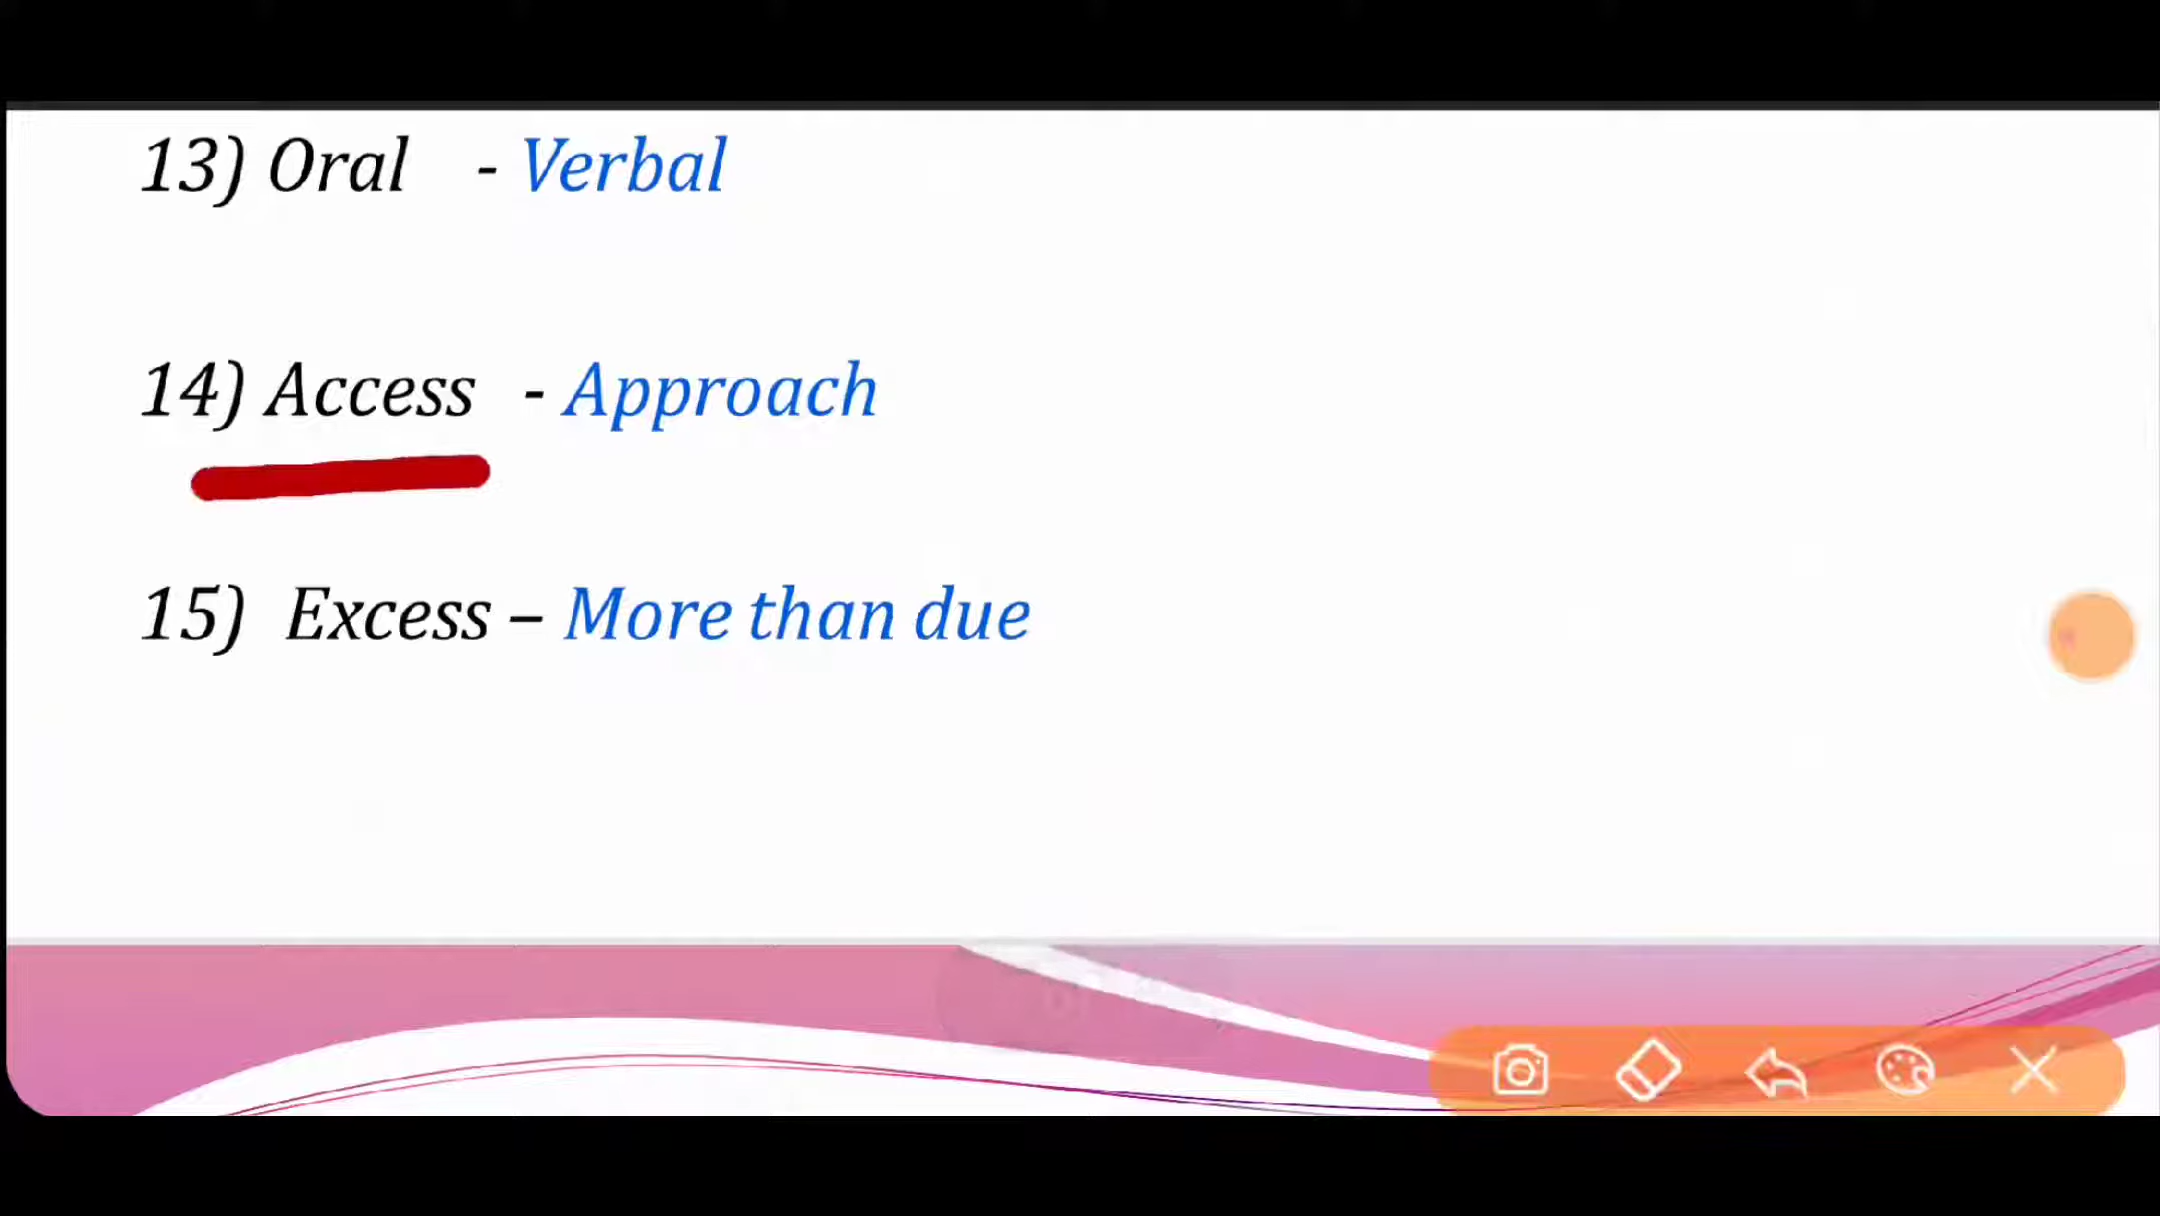 13) Oral - Verbal
14) Access - Approach
15) Excess – More than due